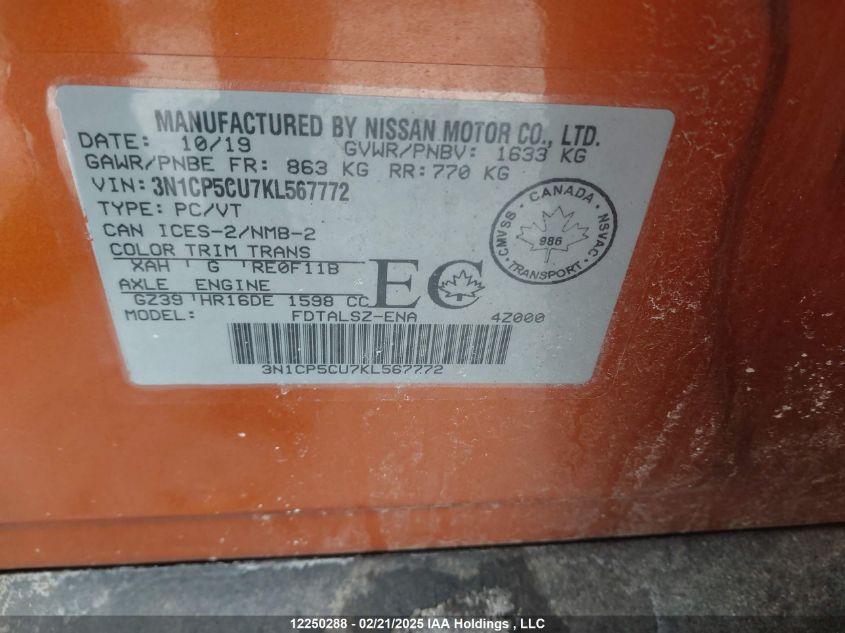 MANUFACTURED BY NISSAN MOTOR CO., LTD.
DATE: 10/19 GVWR/PNBV: 1633 KG
GAWR/PNBE FR: 863 KG RR: 770 KG
VIN: 3N1CP5CU7KL567772
TYPE: PC/VT
CAN ICES-2/NMB-2
COLOR TRIM TRANS
XAH G RE0F11B
AXLE ENGINE
GZ39 HR16DE 1598 CC
EC
MODEL: FDTALSZ-ENA 4Z000
3N1CP5CU7KL567772
CANADA
CMVSS
986
NSVAC
TRANSPORT
12250288 - 02/21/2025 IAA Holdings , LLC